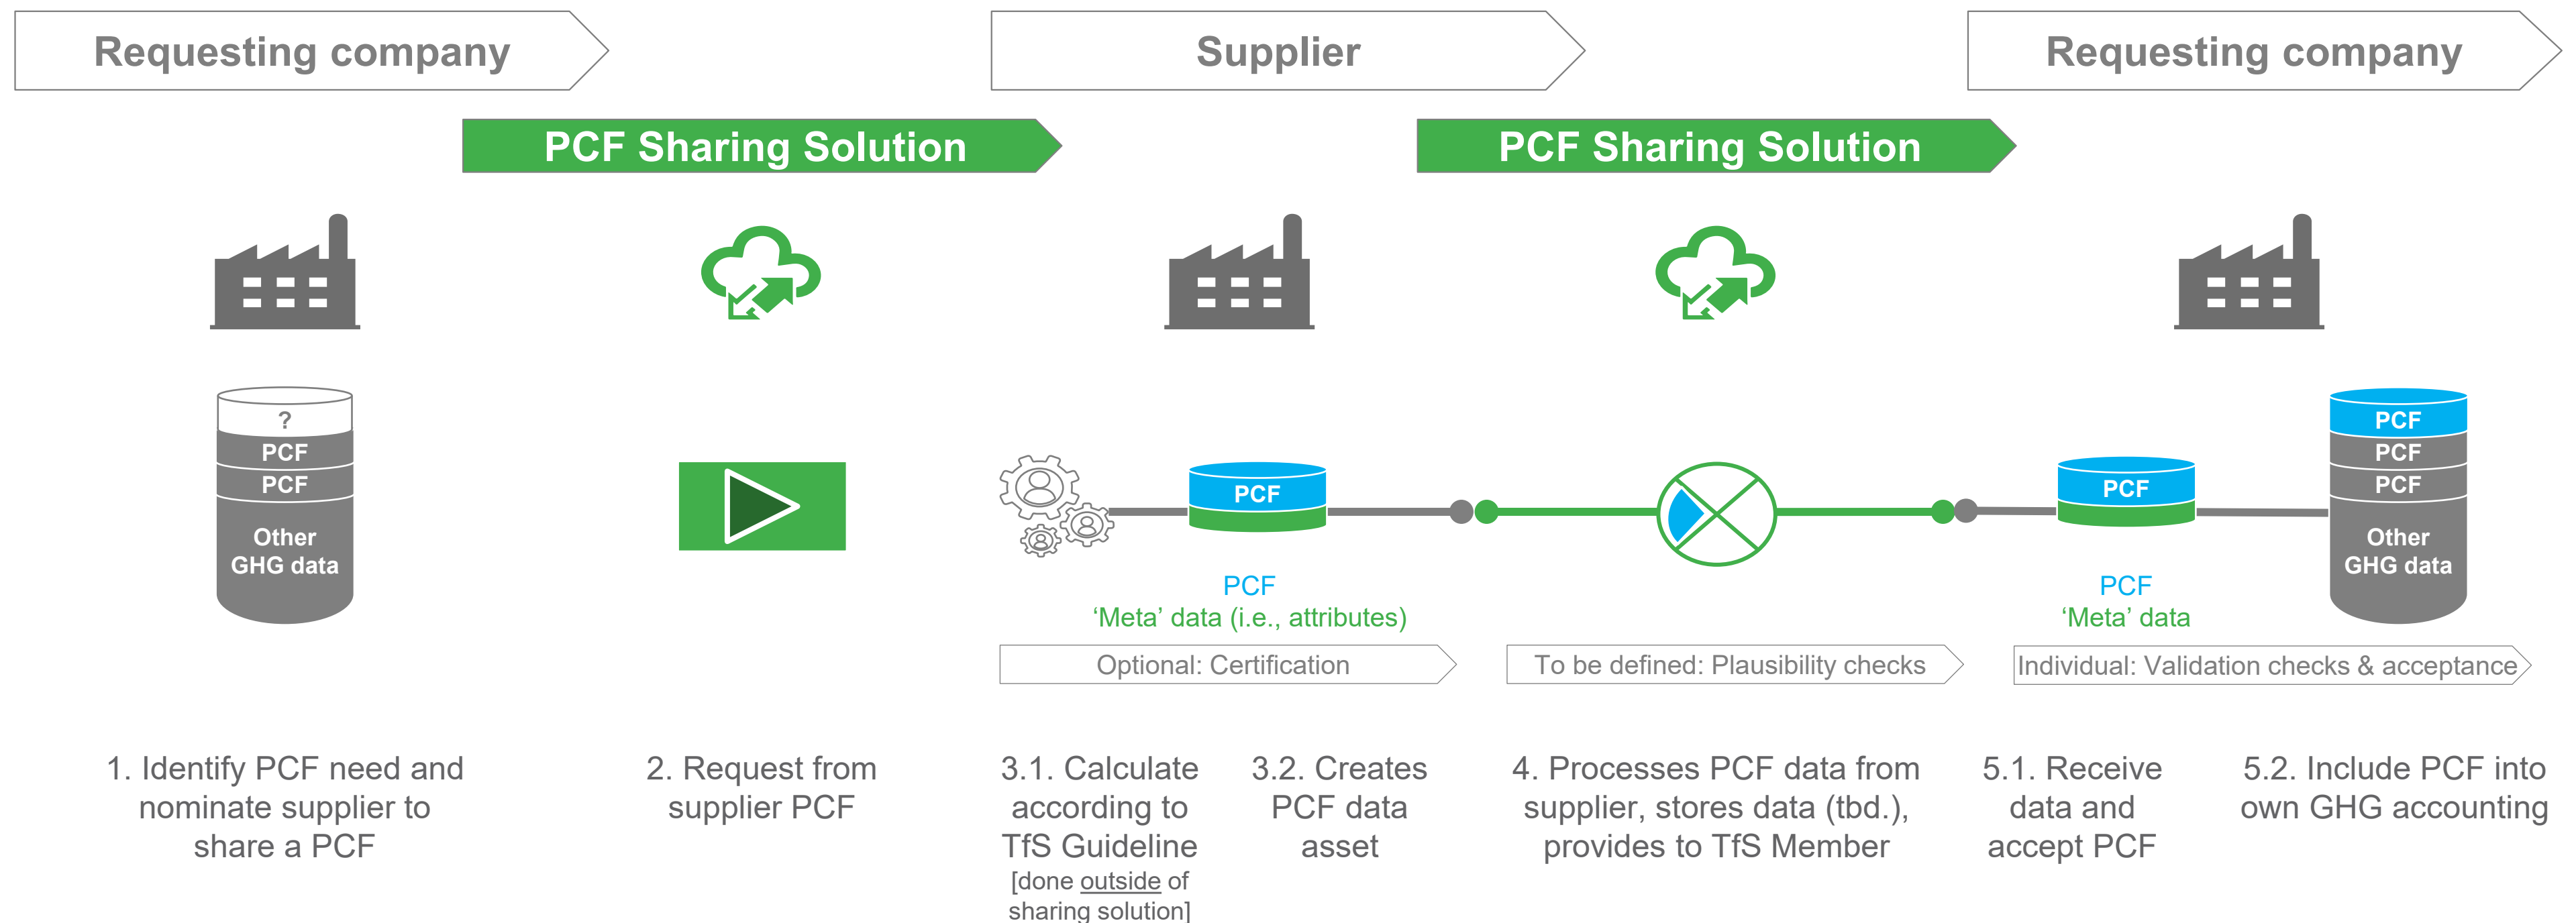 Requesting company
Supplier
Requesting company
PCF Sharing Solution
PCF Sharing Solution
?
PCF
PCF
Other
GHG data
PCF
PCF
‘Meta’ data (i.e., attributes)
PCF
PCF
‘Meta’ data
PCF
PCF
PCF
Other
GHG data
Optional: Certification
To be defined: Plausibility checks
Individual: Validation checks & acceptance
1. Identify PCF need and
nominate supplier to
share a PCF
2. Request from
supplier PCF
3.1. Calculate
according to
TfS Guideline
[done outside of
sharing solution]
3.2. Creates
PCF data
asset
4. Processes PCF data from
supplier, stores data (tbd.),
provides to TfS Member
5.1. Receive
data and
accept PCF
5.2. Include PCF into
own GHG accounting